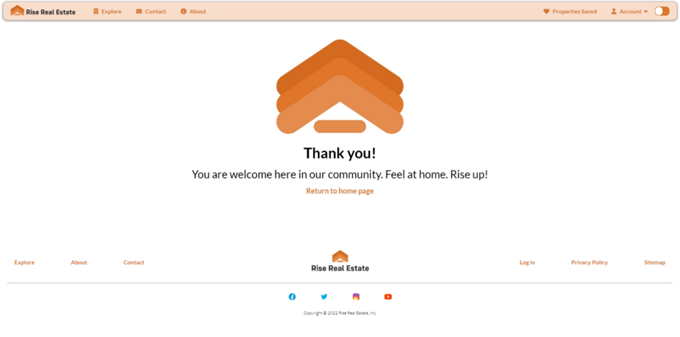 Rise Real Estate Explore Contact About Properties Saved Account
Thank you!
You are welcome here in our community. Feel at home. Rise up!
Return to home page
Explore About Contact Rise Real Estate Log In Privacy Policy Sitemap
Copyright © 2022 Rise Real Estate, Inc.